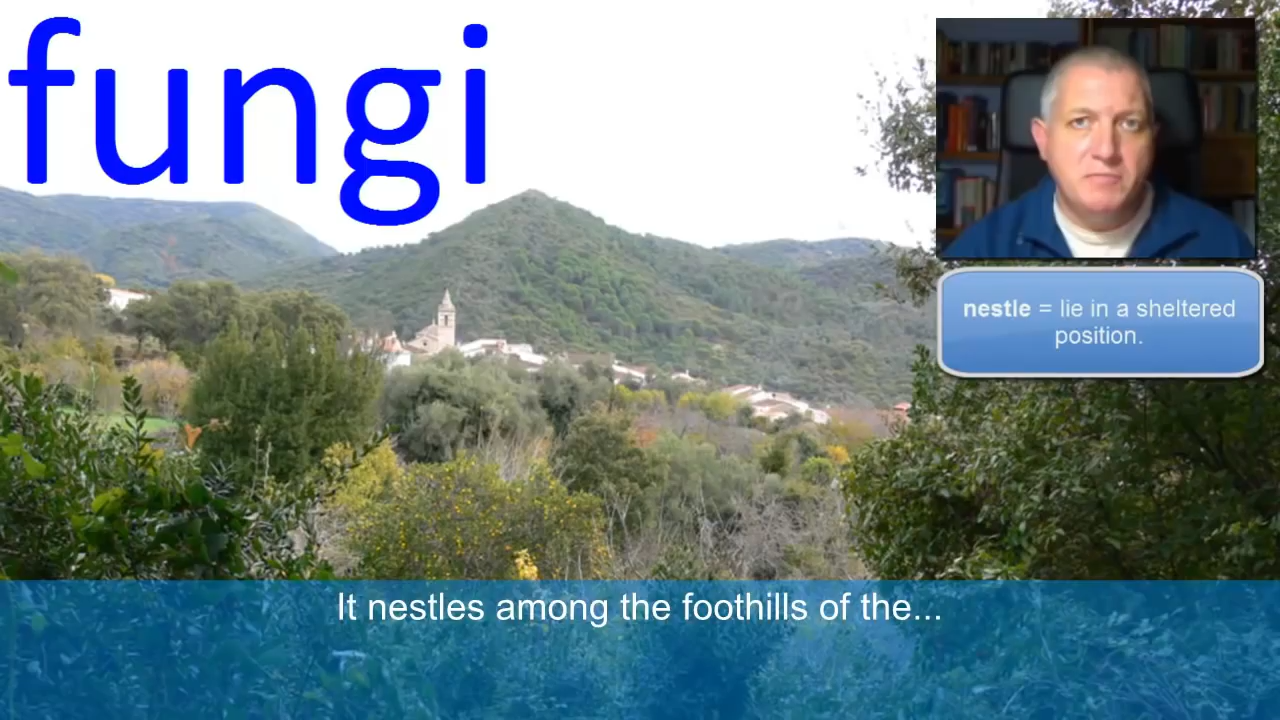 fungi
nestle = lie in a sheltered
position.
It nestles among the foothills of the...